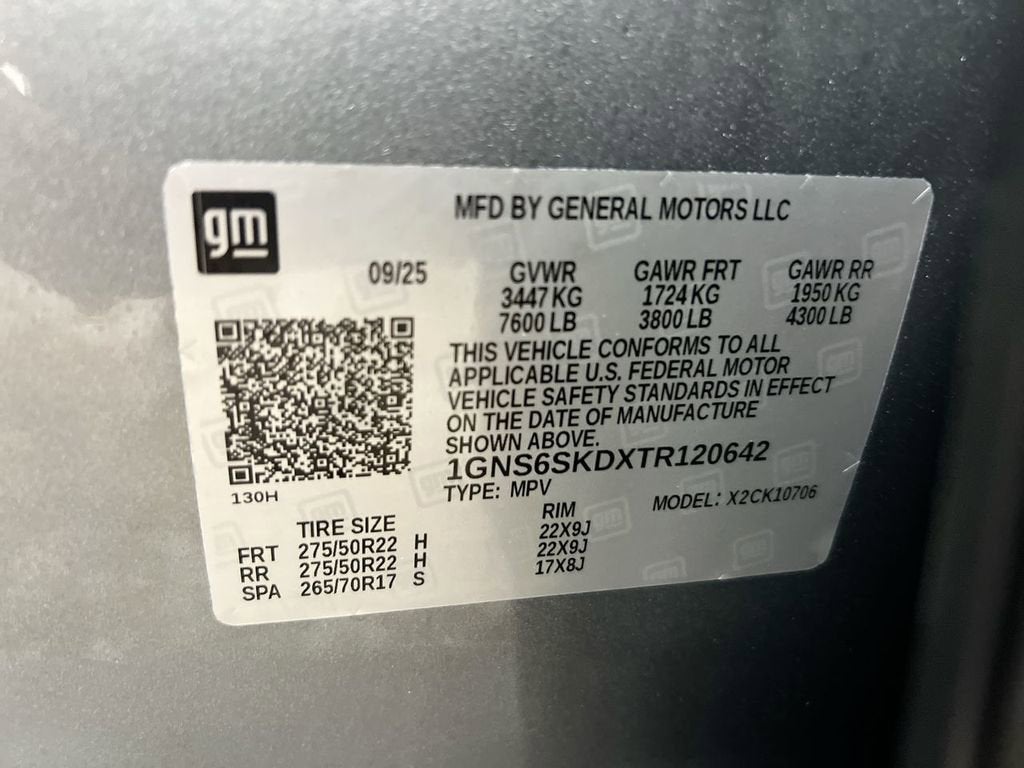 gm
MFD BY GENERAL MOTORS LLC
09/25 GVWR GAWR FRT GAWR RR
3447 KG 1724 KG 1950 KG
7600 LB 3800 LB 4300 LB
THIS VEHICLE CONFORMS TO ALL
APPLICABLE U.S. FEDERAL MOTOR
VEHICLE SAFETY STANDARDS IN EFFECT
ON THE DATE OF MANUFACTURE
SHOWN ABOVE.
1GNS6SKDXTR120642
130H TYPE: MPV MODEL: X2CK10706
TIRE SIZE RIM
FRT 275/50R22 H 22X9J
RR 275/50R22 H 22X9J
SPA 265/70R17 S 17X8J